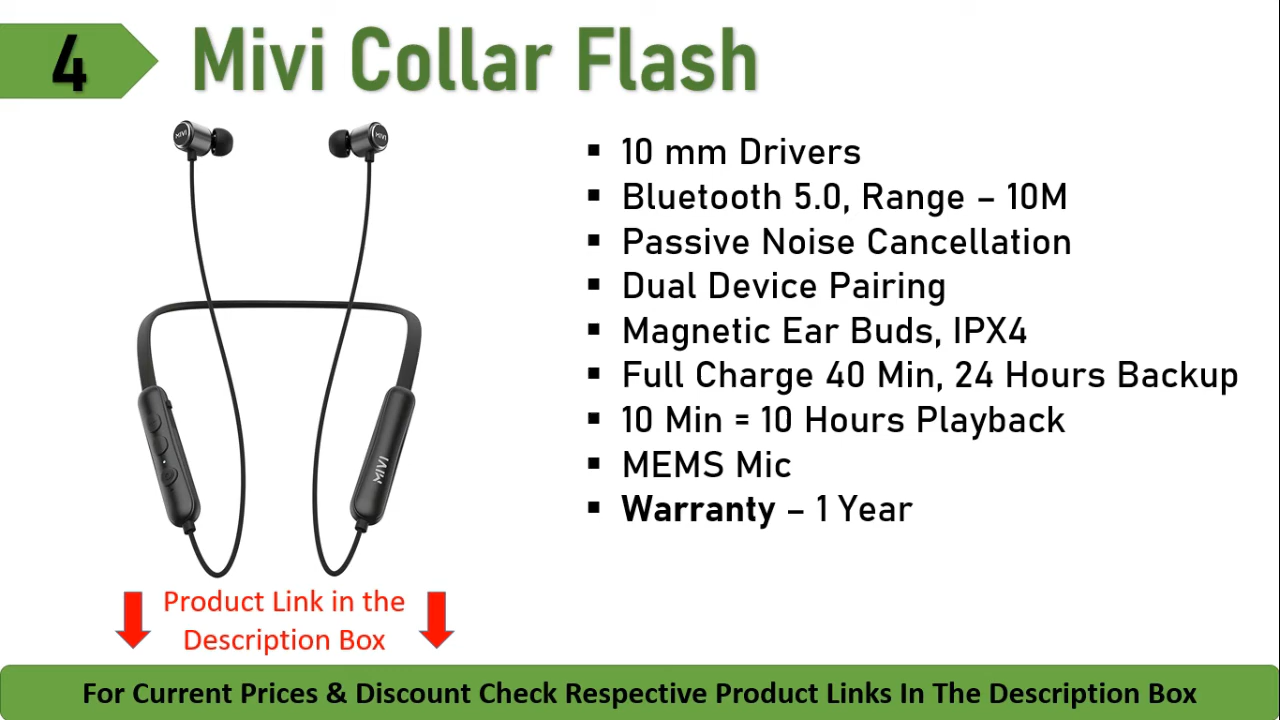 4
Mivi Collar Flash
MIVI
MIVI
▪ 10 mm Drivers
▪ Bluetooth 5.0, Range – 10M
▪ Passive Noise Cancellation
▪ Dual Device Pairing
▪ Magnetic Ear Buds, IPX4
▪ Full Charge 40 Min, 24 Hours Backup
▪ 10 Min = 10 Hours Playback
▪ MEMS Mic
▪ Warranty – 1 Year
MIVI
Product Link in the
Description Box
For Current Prices & Discount Check Respective Product Links In The Description Box